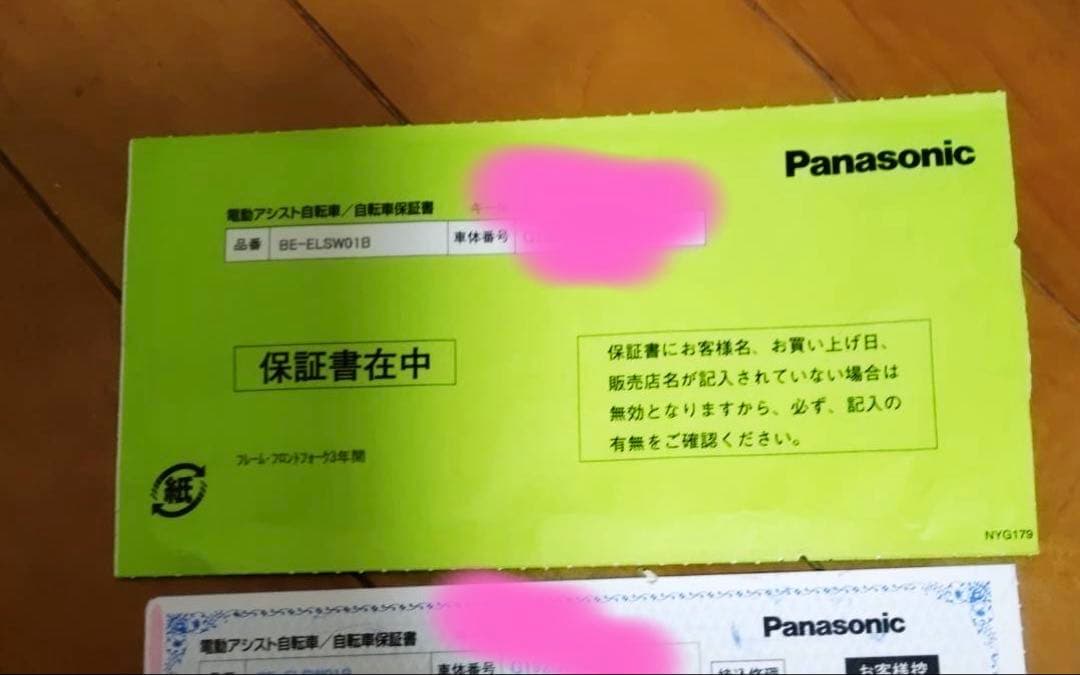 Panasonic
電動アシスト自転車／自転車保証書
品番 BE-ELSW01B 車体番号
保証書在中
保証書にお客様名、お買い上げ日、
販売店名が記入されていない場合は
無効となりますから、必ず、記入の
有無をご確認ください。
フレーム・フロントフォーク3年間
紙
NYG179
Panasonic
電動アシスト自転車／自転車保証書
車体番号
お客様控